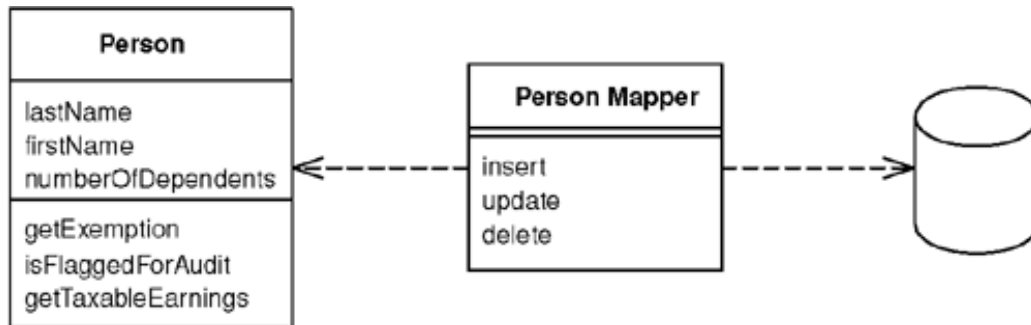 Person
lastName
firstName
numberOfDependents
getExemption
isFlaggedForAudit
getTaxableEarnings
Person Mapper
insert
update
delete